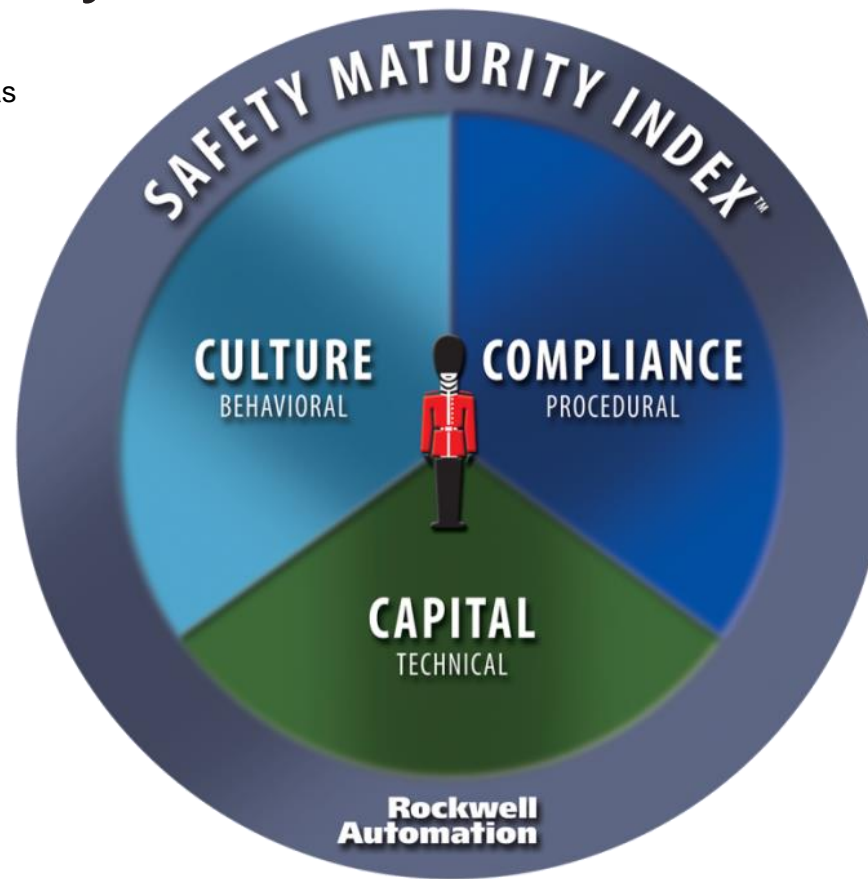 SAFETY MATURITY INDEX™
CULTURE
BEHAVIORAL
COMPLIANCE
PROCEDURAL
CAPITAL
TECHNICAL
Rockwell
Automation